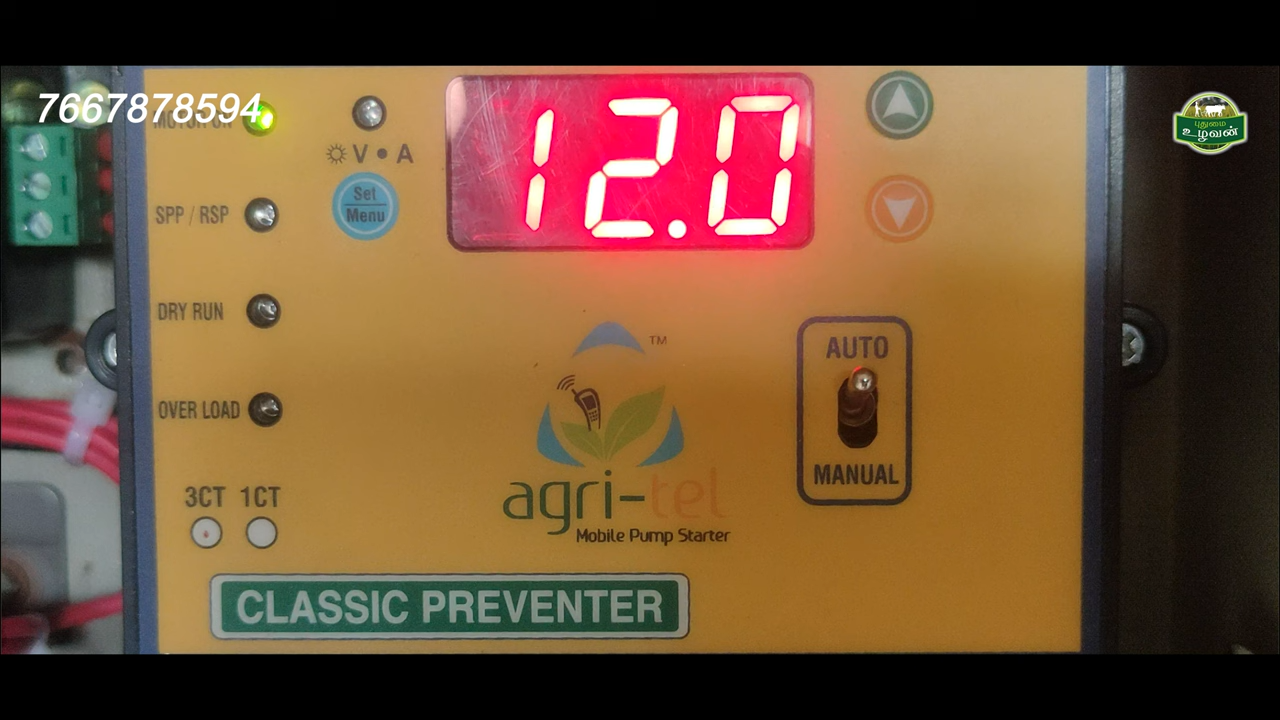 7667878594
MOTOR ON
V • A
12.0
Set
Menu
புதுமை
உழவன்
SPP / RSP
DRY RUN
OVER LOAD
TM
AUTO
MANUAL
agri-tel
Mobile Pump Starter
3CT 1CT
CLASSIC PREVENTER